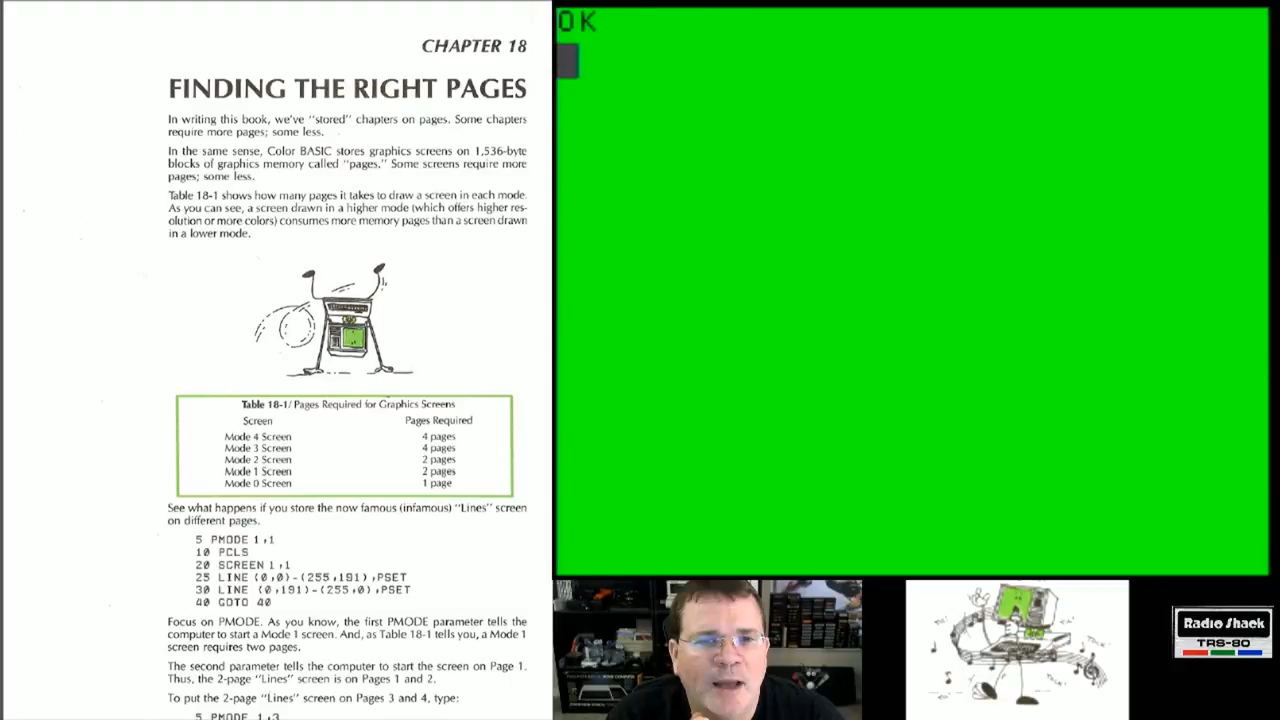 CHAPTER 18
FINDING THE RIGHT PAGES
In writing this book, we've "stored" chapters on pages. Some chapters
require more pages; some less.
In the same sense, Color BASIC stores graphics screens on 1,536-byte
blocks of graphics memory called "pages." Some screens require more
pages; some less.
Table 18-1 shows how many pages it takes to draw a screen in each mode.
As you can see, a screen drawn in a higher mode (which offers higher res-
olution or more colors) consumes more memory pages than a screen drawn
in a lower mode.
Table 18-1/ Pages Required for Graphics Screens
Screen Pages Required
Mode 4 Screen 4 pages
Mode 3 Screen 4 pages
Mode 2 Screen 2 pages
Mode 1 Screen 2 pages
Mode 0 Screen 1 page
See what happens if you store the now famous (infamous) "Lines" screen
on different pages.
5 PMODE 1,1
10 PCLS
20 SCREEN 1,1
25 LINE (0,0)-(255,191),PSET
30 LINE (0,191)-(255,0),PSET
40 GOTO 40
Focus on PMODE. As you know, the first PMODE parameter tells the
computer to start a Mode 1 screen. And, as Table 18-1 tells you, a Mode 1
screen requires two pages.
The second parameter tells the computer to start the screen on Page 1.
Thus, the 2-page "Lines" screen is on Pages 1 and 2.
To put the 2-page "Lines" screen on Pages 3 and 4, type:
5 PMODE 1,3
OK
Radio Shack
TRS-80